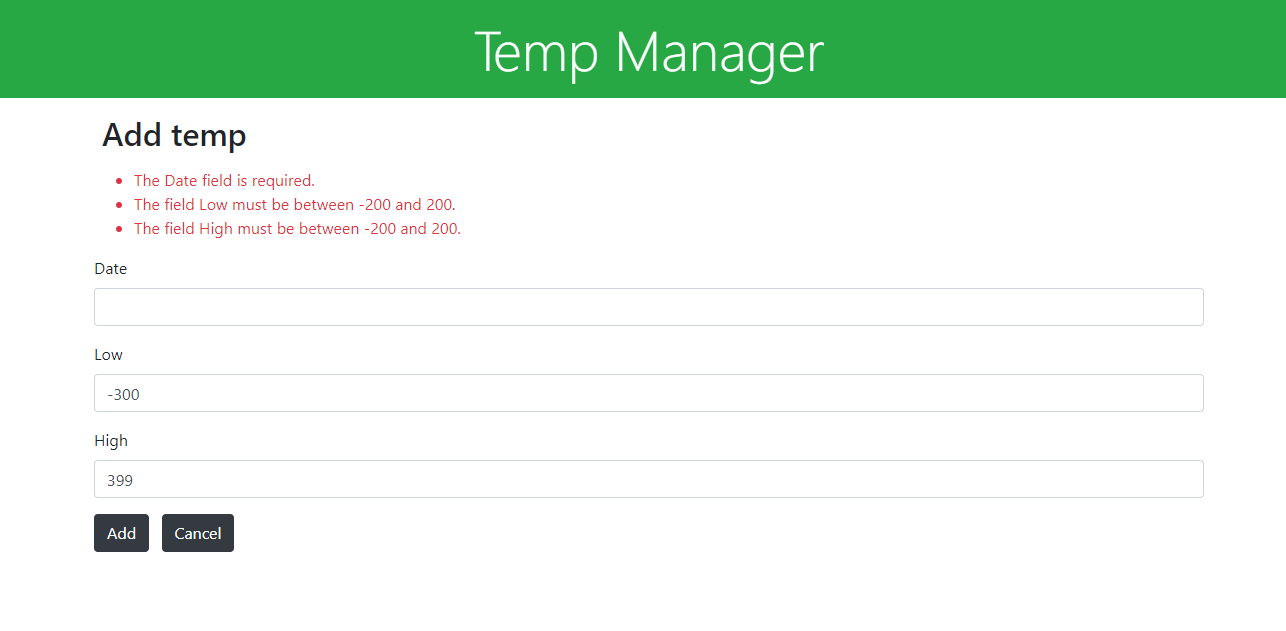 Temp Manager
Add temp
The Date field is required.
The field Low must be between -200 and 200.
The field High must be between -200 and 200.
Date
Low
-300
High
399
Add Cancel